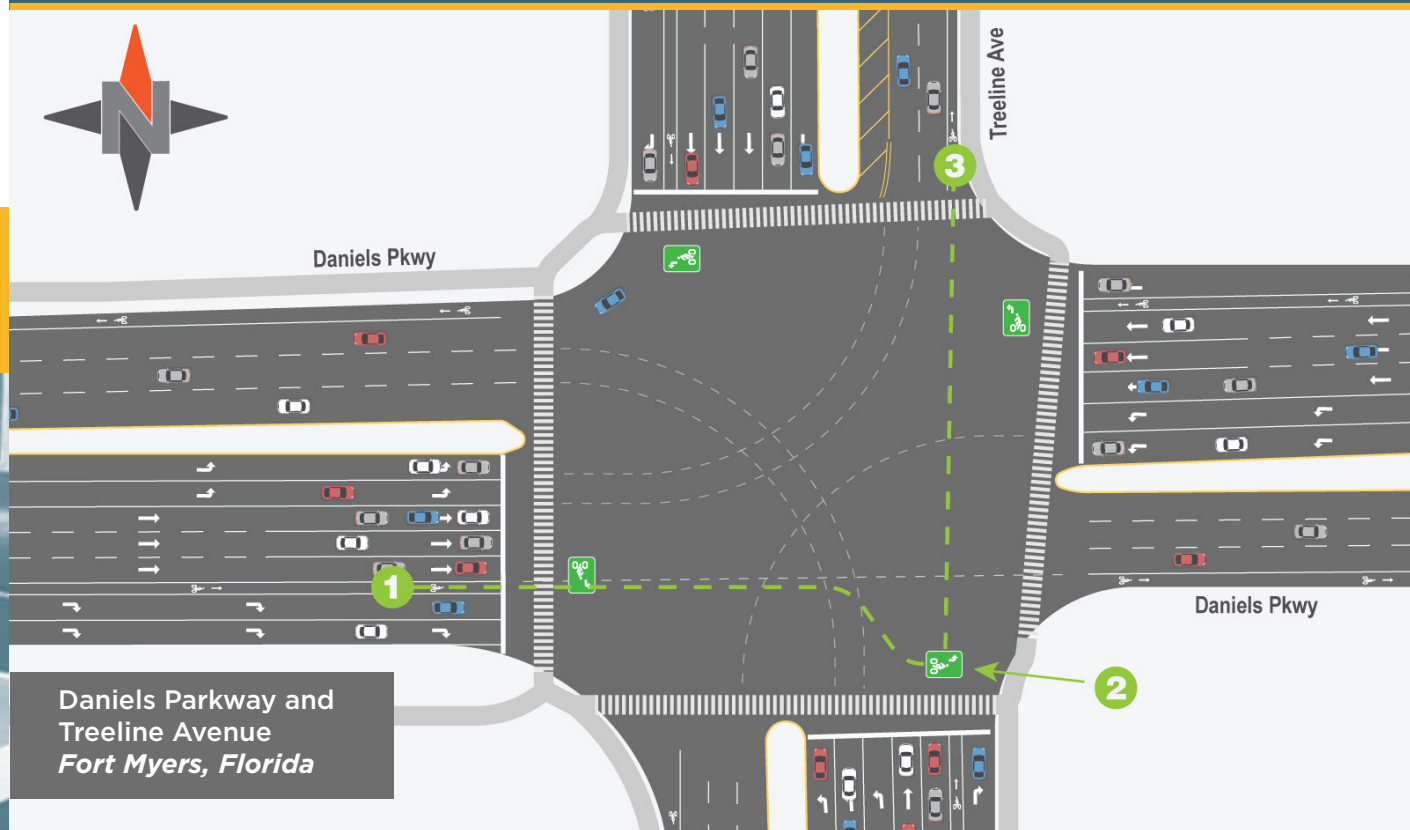 N
Treeline Ave
3
Daniels Pkwy
1
Daniels Pkwy
2
Daniels Parkway and
Treeline Avenue
Fort Myers, Florida